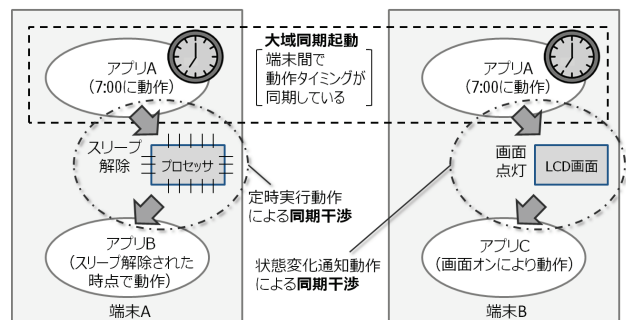 大域同期起動
端末間で
動作タイミングが
同期している
アプリA
(7:00に動作)
スリープ
解除
プロセッサ
アプリB
(スリープ解除された
時点で動作)
端末A
定時実行動作
による同期干渉
状態変化通知動作
による同期干渉
アプリA
(7:00に動作)
画面
点灯
LCD画面
アプリC
(画面オンにより動作)
端末B